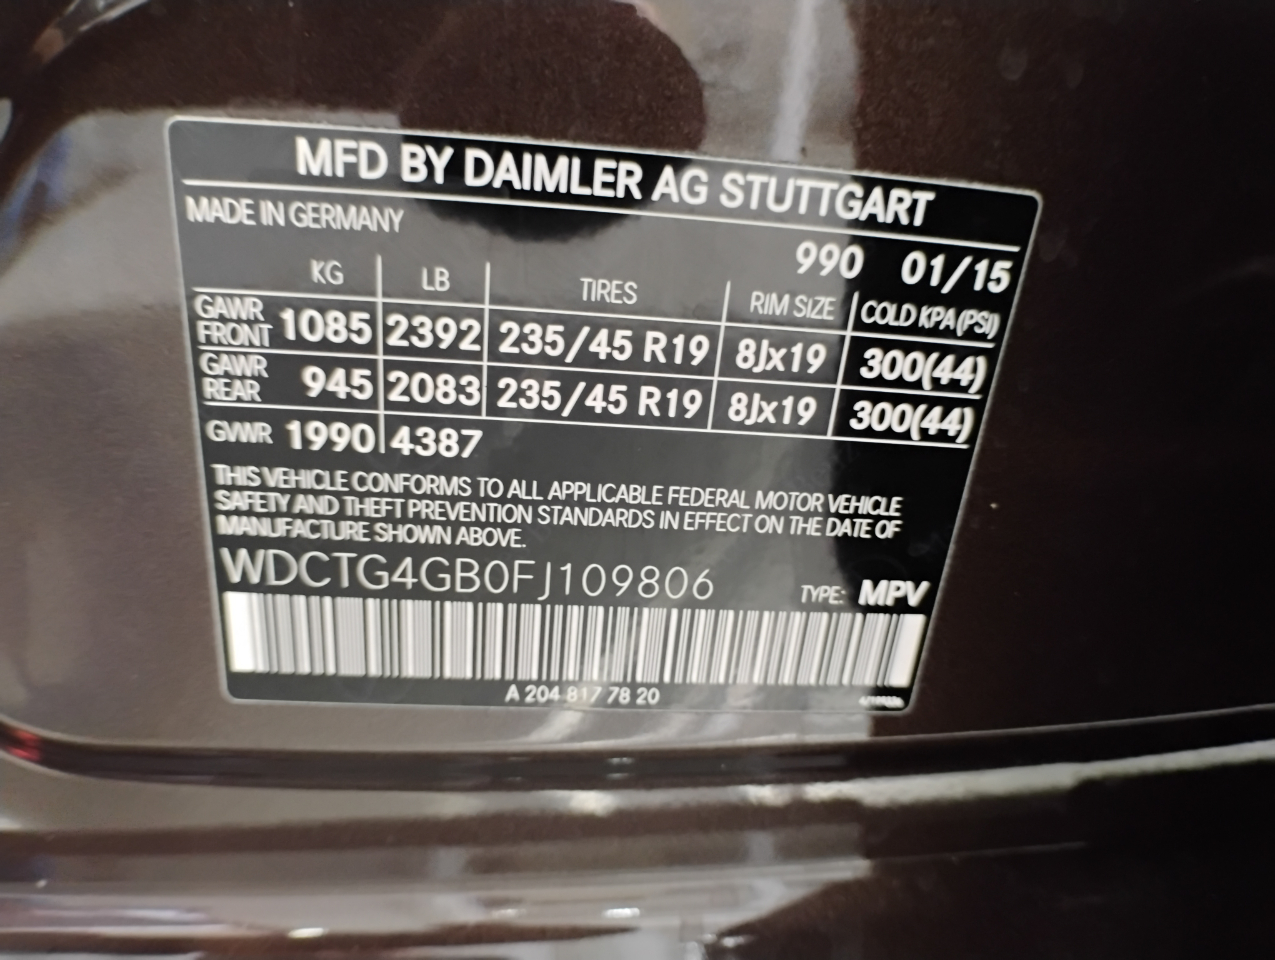 MFD BY DAIMLER AG STUTTGART
MADE IN GERMANY
990 01/15
KG LB TIRES RIM SIZE COLD KPA(PSI)
GAWR FRONT 1085 2392 235/45 R19 8Jx19 300(44)
GAWR REAR 945 2083 235/45 R19 8Jx19 300(44)
GVWR 1990 4387
THIS VEHICLE CONFORMS TO ALL APPLICABLE FEDERAL MOTOR VEHICLE
SAFETY AND THEFT PREVENTION STANDARDS IN EFFECT ON THE DATE OF
MANUFACTURE SHOWN ABOVE.
WDCTG4GB0FJ109806 TYPE: MPV
A 204 817 78 20